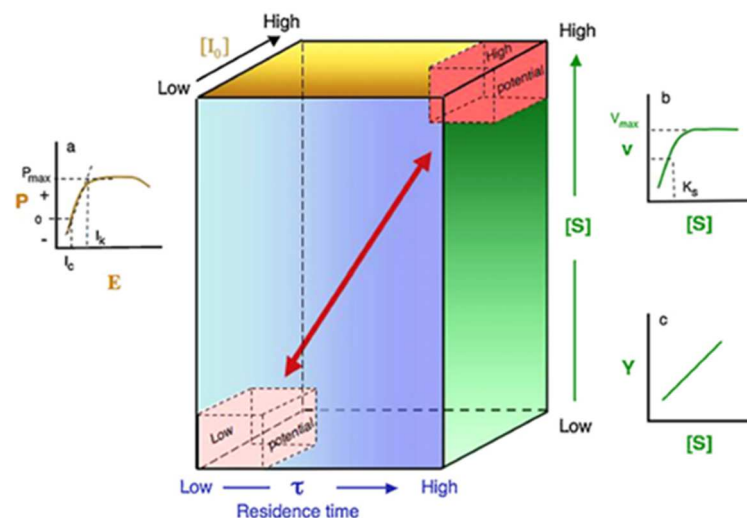 High
[I₀]
Low
High
potential
High
a
Pmax
P
+
o
-
Ic
Ik
E
b
Vmax
v
Ks
[S]
[S]
c
Y
[S]
Low
potential
Low
Low
τ
High
Residence time